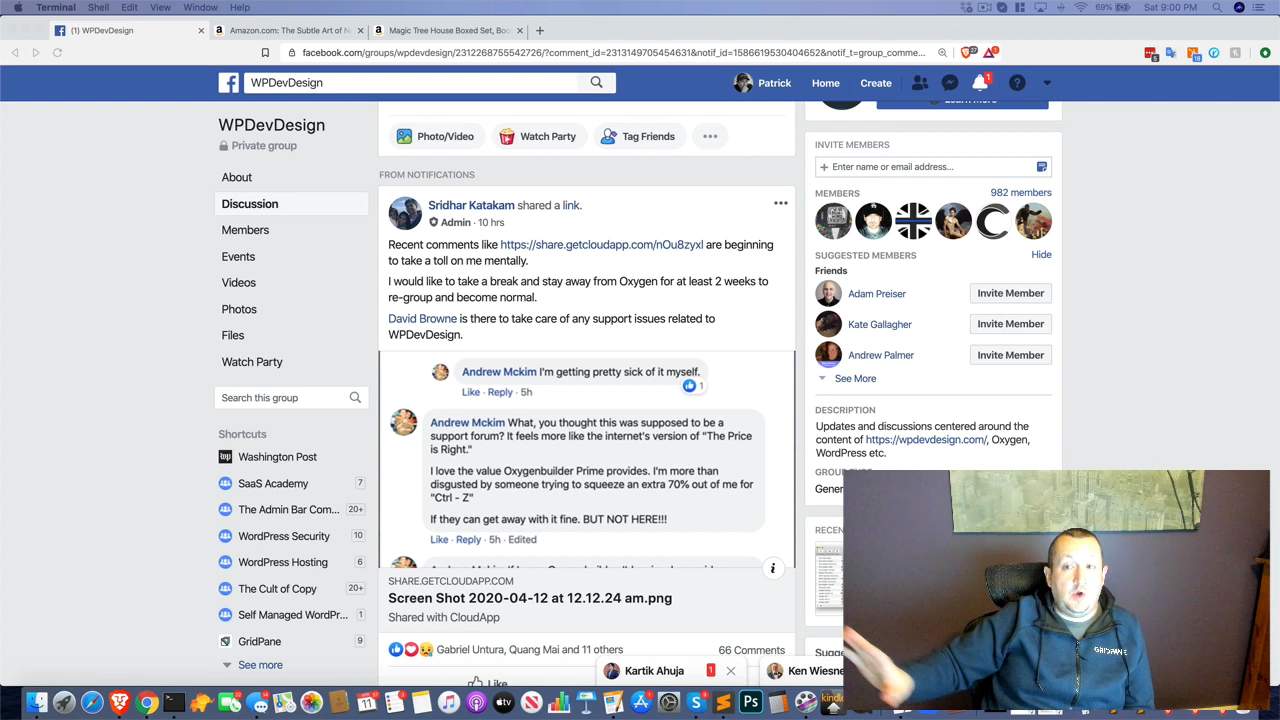 Terminal Shell Edit View Window Help
69% Sat 9:00 PM
(1) WPDevDesign
Amazon.com: The Subtle Art of N
Magic Tree House Boxed Set, Boo
facebook.com/groups/wpdevdesign/2312268755542726/?comment_id=2313149705454631&notif_id=1586619530404652&notif_t=group_comme...
WPDevDesign
Patrick Home Create
1
WPDevDesign
Private group
About
Discussion
Members
Events
Videos
Photos
Files
Watch Party
Search this group
Shortcuts
Washington Post
SaaS Academy 7
The Admin Bar Com... 20+
WordPress Security 10
WordPress Hosting 6
The Cult of Copy 20+
Self Managed WordPr... 1
GridPane 9
See more
Photo/Video Watch Party Tag Friends
FROM NOTIFICATIONS
Sridhar Katakam shared a link.
Admin · 10 hrs
Recent comments like https://share.getcloudapp.com/nOu8zyxl are beginning
to take a toll on me mentally.
I would like to take a break and stay away from Oxygen for at least 2 weeks to
re-group and become normal.
David Browne is there to take care of any support issues related to
WPDevDesign.
Andrew Mckim I'm getting pretty sick of it myself.
1
Like · Reply · 5h
Andrew Mckim What, you thought this was supposed to be a
support forum? It feels more like the internet's version of "The Price
is Right."
I love the value Oxygenbuilder Prime provides. I'm more than
disgusted by someone trying to squeeze an extra 70% out of me for
"Ctrl - Z"
If they can get away with it fine. BUT NOT HERE!!!
Like · Reply · 5h · Edited
SHARE.GETCLOUDAPP.COM
Screen Shot 2020-04-12 at 12.12.24 am.png
Shared with CloudApp
Gabriel Untura, Quang Mai and 11 others
66 Comments
Like
Kartik Ahuja 1
Ken Wiesne
Learn More
INVITE MEMBERS
Enter name or email address...
MEMBERS 982 members
SUGGESTED MEMBERS Hide
Friends
Adam Preiser Invite Member
Kate Gallagher Invite Member
Andrew Palmer Invite Member
See More
DESCRIPTION
Updates and discussions centered around the
content of https://wpdevdesign.com/, Oxygen,
WordPress etc.
GROUP
Gener
RECEN
Sugge
GRIDPANE
kindle